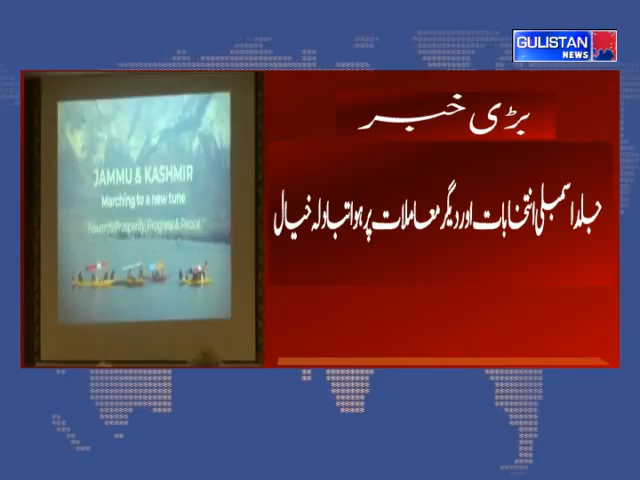 GULISTAN
NEWS
بڑی خبر
جلد اسمبلی انتخابات اور دیگر معاملات پر ہوا تبادلہ خیال
JAMMU & KASHMIR
Marching to a new tune
Towards Prosperity, Progress & Peace